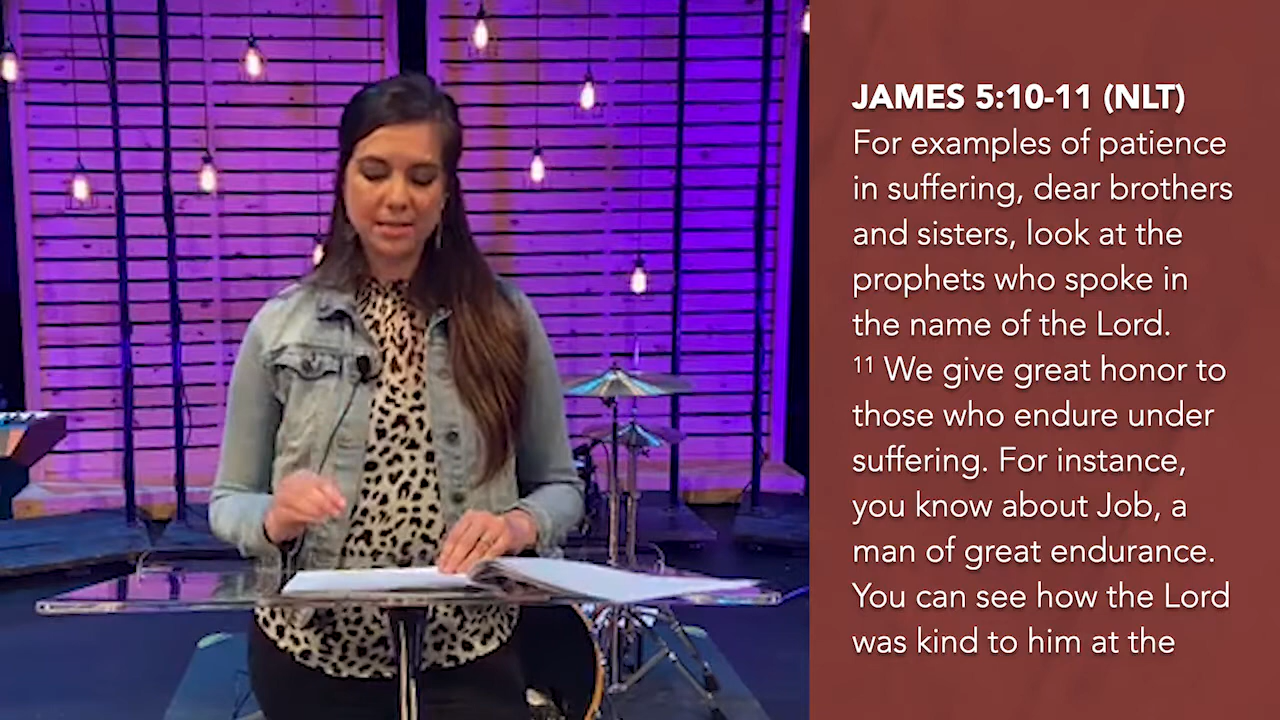 JAMES 5:10-11 (NLT)
For examples of patience
in suffering, dear brothers
and sisters, look at the
prophets who spoke in
the name of the Lord.
11 We give great honor to
those who endure under
suffering. For instance,
you know about Job, a
man of great endurance.
You can see how the Lord
was kind to him at the